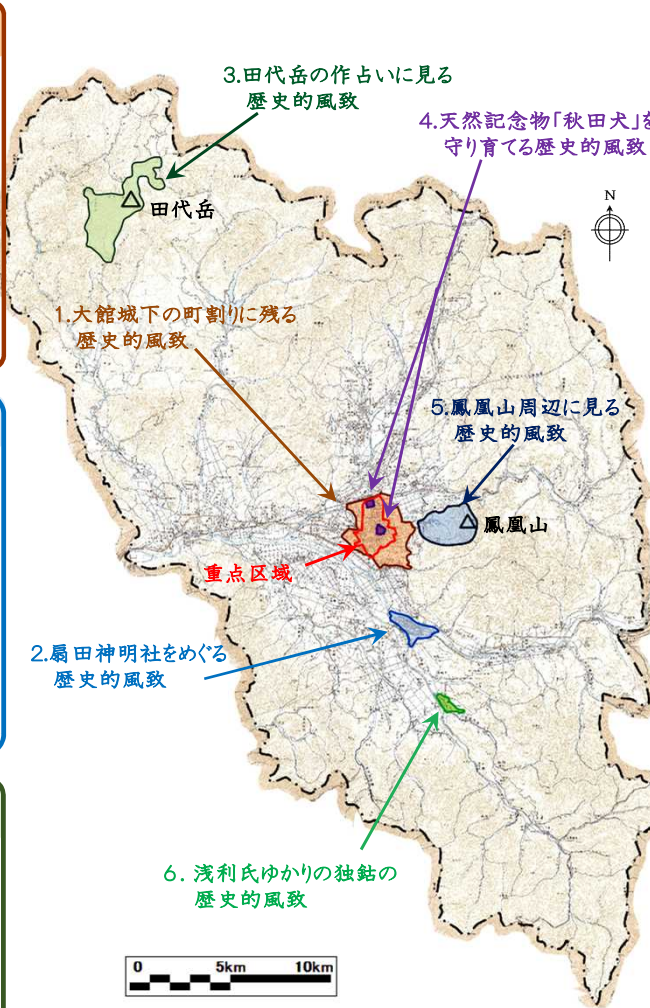 3.田代岳の作占いに見る
歴史的風致
4.天然記念物「秋田犬」を
守り育てる歴史的風致
田代岳
N
1.大館城下の町割りに残る
歴史的風致
5.鳳凰山周辺に見る
歴史的風致
鳳凰山
重点区域
2.扇田神明社をめぐる
歴史的風致
6.浅利氏ゆかりの独鈷の
歴史的風致
0 5km 10km